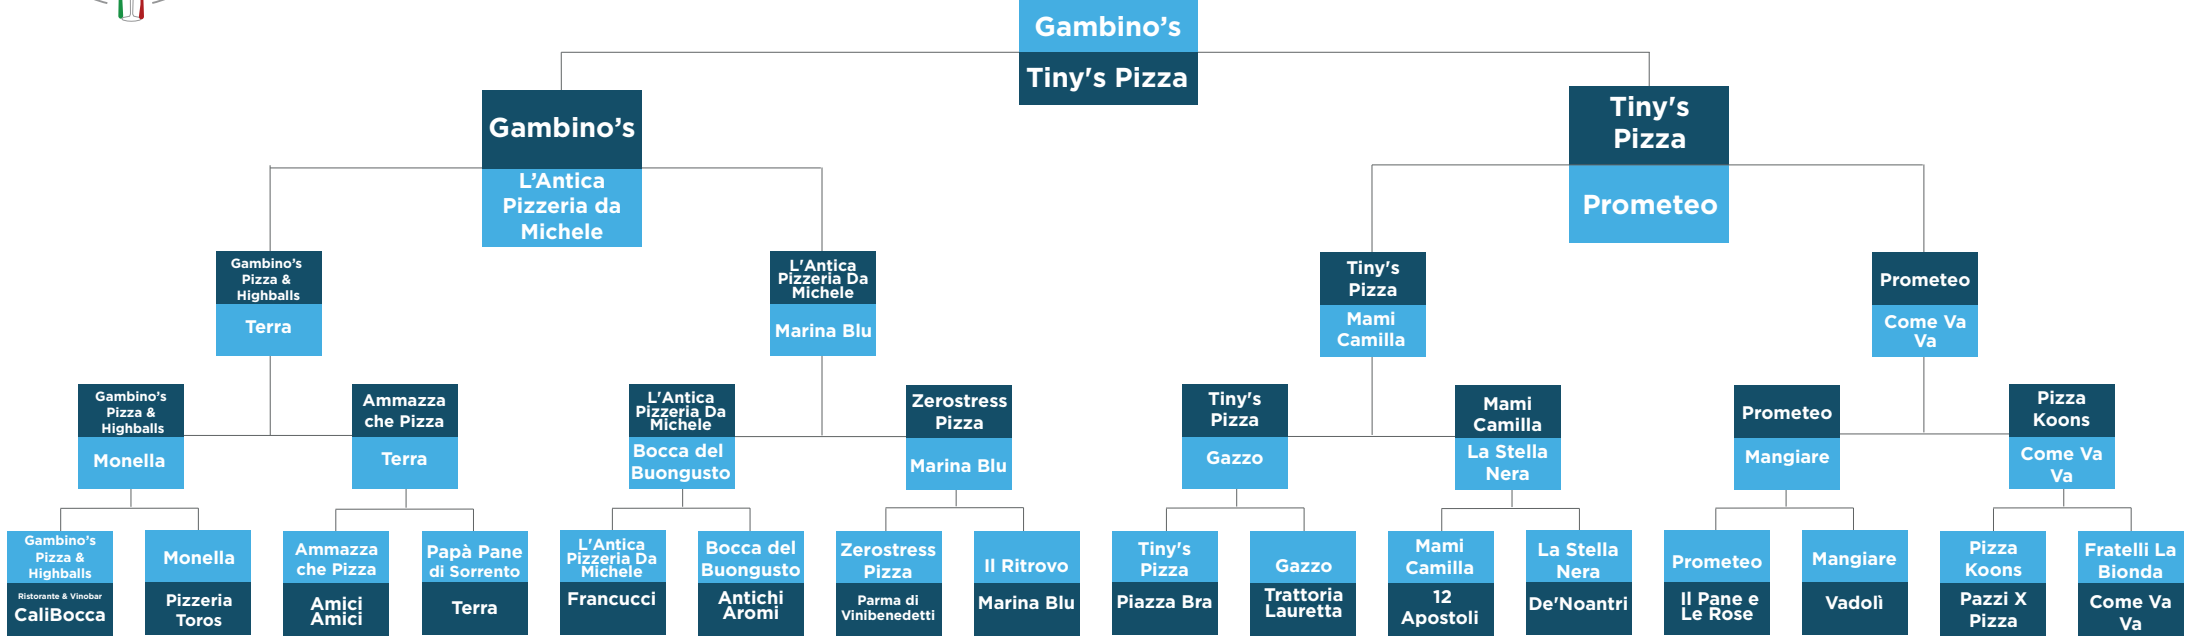 Gambino’s
Tiny's Pizza
Gambino’s
L’Antica
Pizzeria da
Michele
Tiny's
Pizza
Prometeo
Gambino’s
Pizza &
Highballs
Terra
L'Antica
Pizzeria Da
Michele
Marina Blu
Tiny's
Pizza
Mami
Camilla
Prometeo
Come Va
Va
Gambino’s
Pizza &
Highballs
Monella
Ammazza
che Pizza
Terra
L'Antica
Pizzeria Da
Michele
Bocca del
Buongusto
Zerostress
Pizza
Marina Blu
Tiny's
Pizza
Gazzo
Mami
Camilla
La Stella
Nera
Prometeo
Mangiare
Pizza
Koons
Come Va
Va
Gambino’s
Pizza &
Highballs
Ristorante & Vinobar
CaliBocca
Monella
Pizzeria
Toros
Ammazza
che Pizza
Amici
Amici
Papà Pane
di Sorrento
Terra
L'Antica
Pizzeria Da
Michele
Francucci
Bocca del
Buongusto
Antichi
Aromi
Zerostress
Pizza
Parma di
Vinibenedetti
Il Ritrovo
Marina Blu
Tiny's
Pizza
Piazza Bra
Gazzo
Trattoria
Lauretta
Mami
Camilla
12
Apostoli
La Stella
Nera
De'Noantri
Prometeo
Il Pane e
Le Rose
Mangiare
Vadolì
Pizza
Koons
Pazzi X
Pizza
Fratelli La
Bionda
Come Va
Va